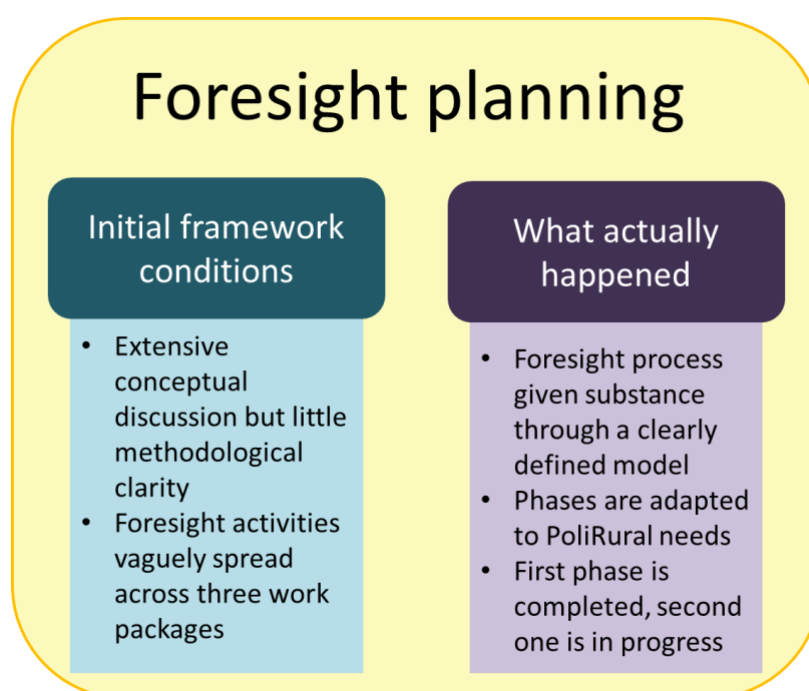 Foresight planning
Initial framework
conditions
• Extensive
conceptual
discussion but little
methodological
clarity
• Foresight activities
vaguely spread
across three work
packages
What actually
happened
• Foresight process
given substance
through a clearly
defined model
• Phases are adapted
to PoliRural needs
• First phase is
completed, second
one is in progress